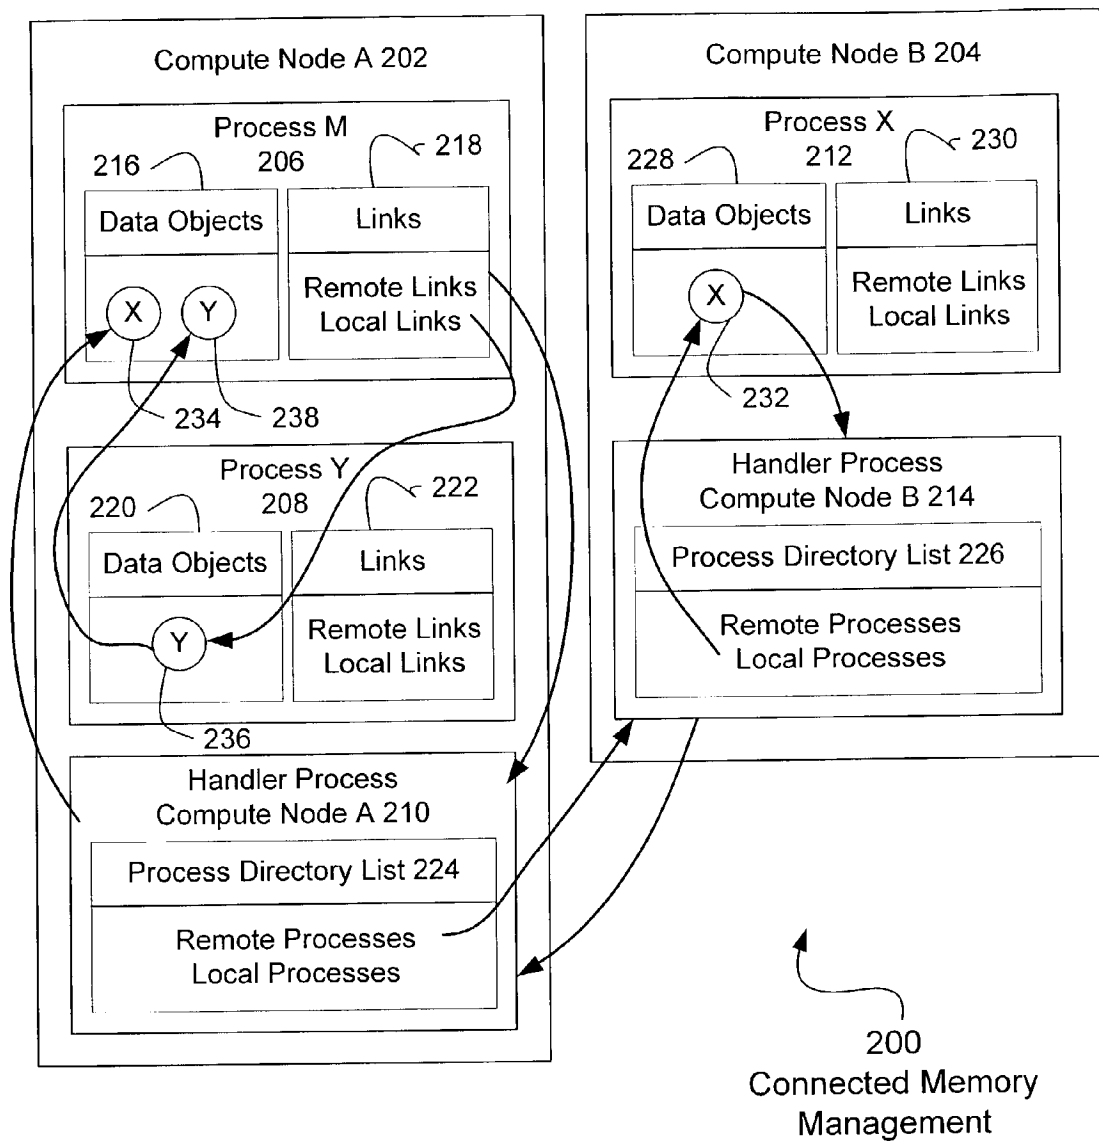 Compute Node A 202
Process M
206
216
218
Data Objects
Links
X
Y
Remote Links
Local Links
234
238
Process Y
208
220
222
Data Objects
Links
Y
Remote Links
Local Links
236
Handler Process
Compute Node A 210
Process Directory List 224
Remote Processes
Local Processes
Compute Node B 204
Process X
212
228
230
Data Objects
Links
X
Remote Links
Local Links
232
Handler Process
Compute Node B 214
Process Directory List 226
Remote Processes
Local Processes
200
Connected Memory
Management